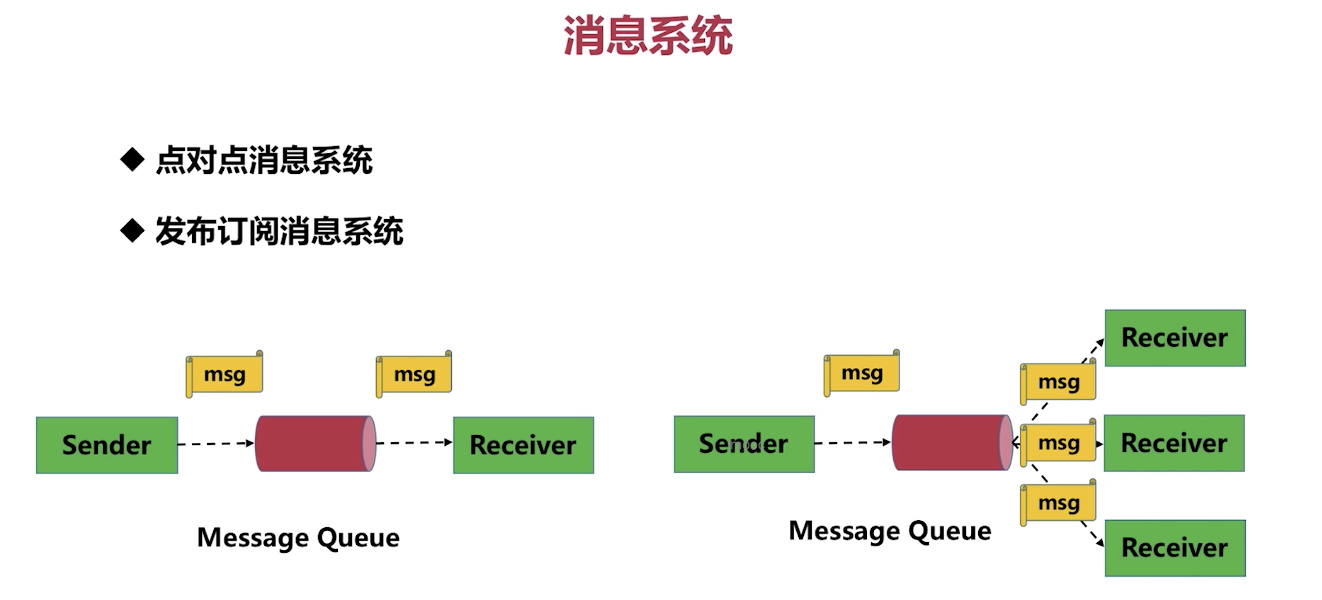 消息系统
点对点消息系统
发布订阅消息系统
msg
msg
Sender
Receiver
Message Queue
msg
Sender
msg
msg
msg
Receiver
Receiver
Receiver
Message Queue